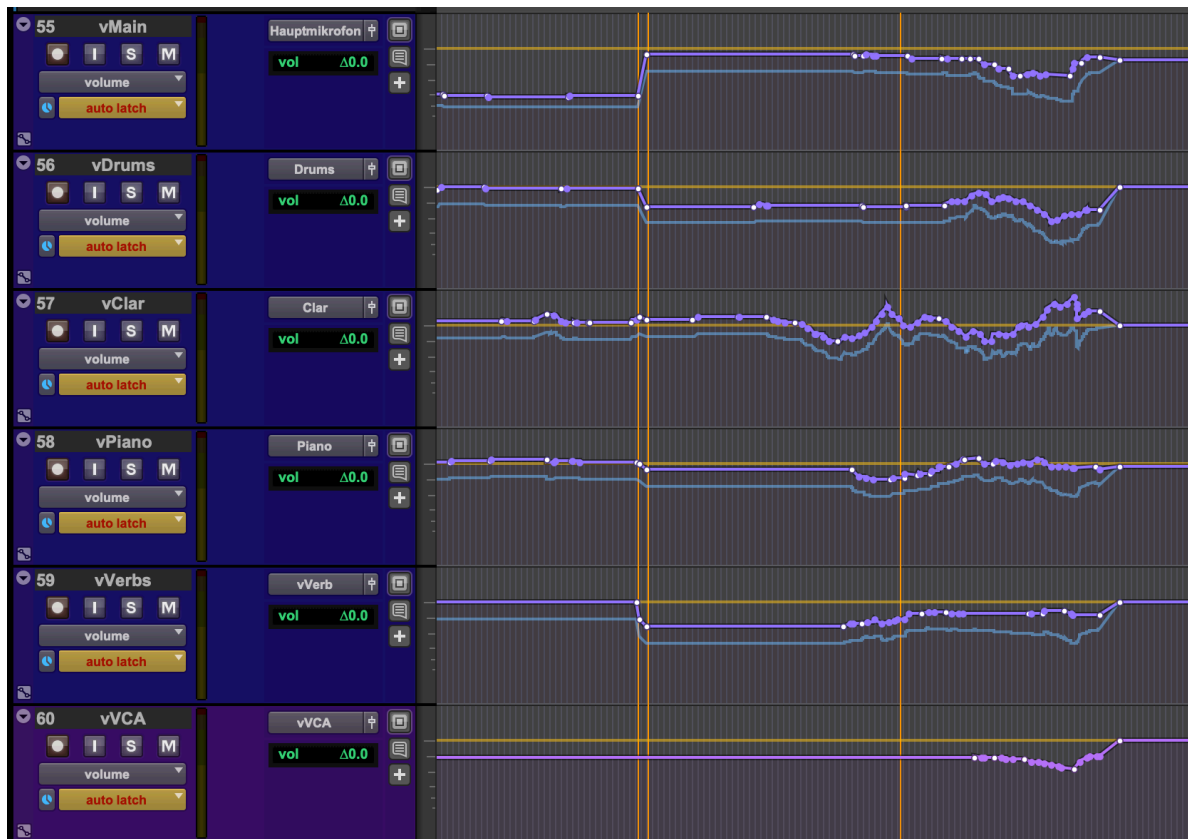 55 vMain Hauptmikrofon
I S M vol Δ0.0
volume
auto latch
56 vDrums Drums
I S M vol Δ0.0
volume
auto latch
57 vClar Clar
I S M vol Δ0.0
volume
auto latch
58 vPiano Piano
I S M vol Δ0.0
volume
auto latch
59 vVerbs vVerb
I S M vol Δ0.0
volume
auto latch
60 vVCA vVCA
I S M vol Δ0.0
volume
auto latch